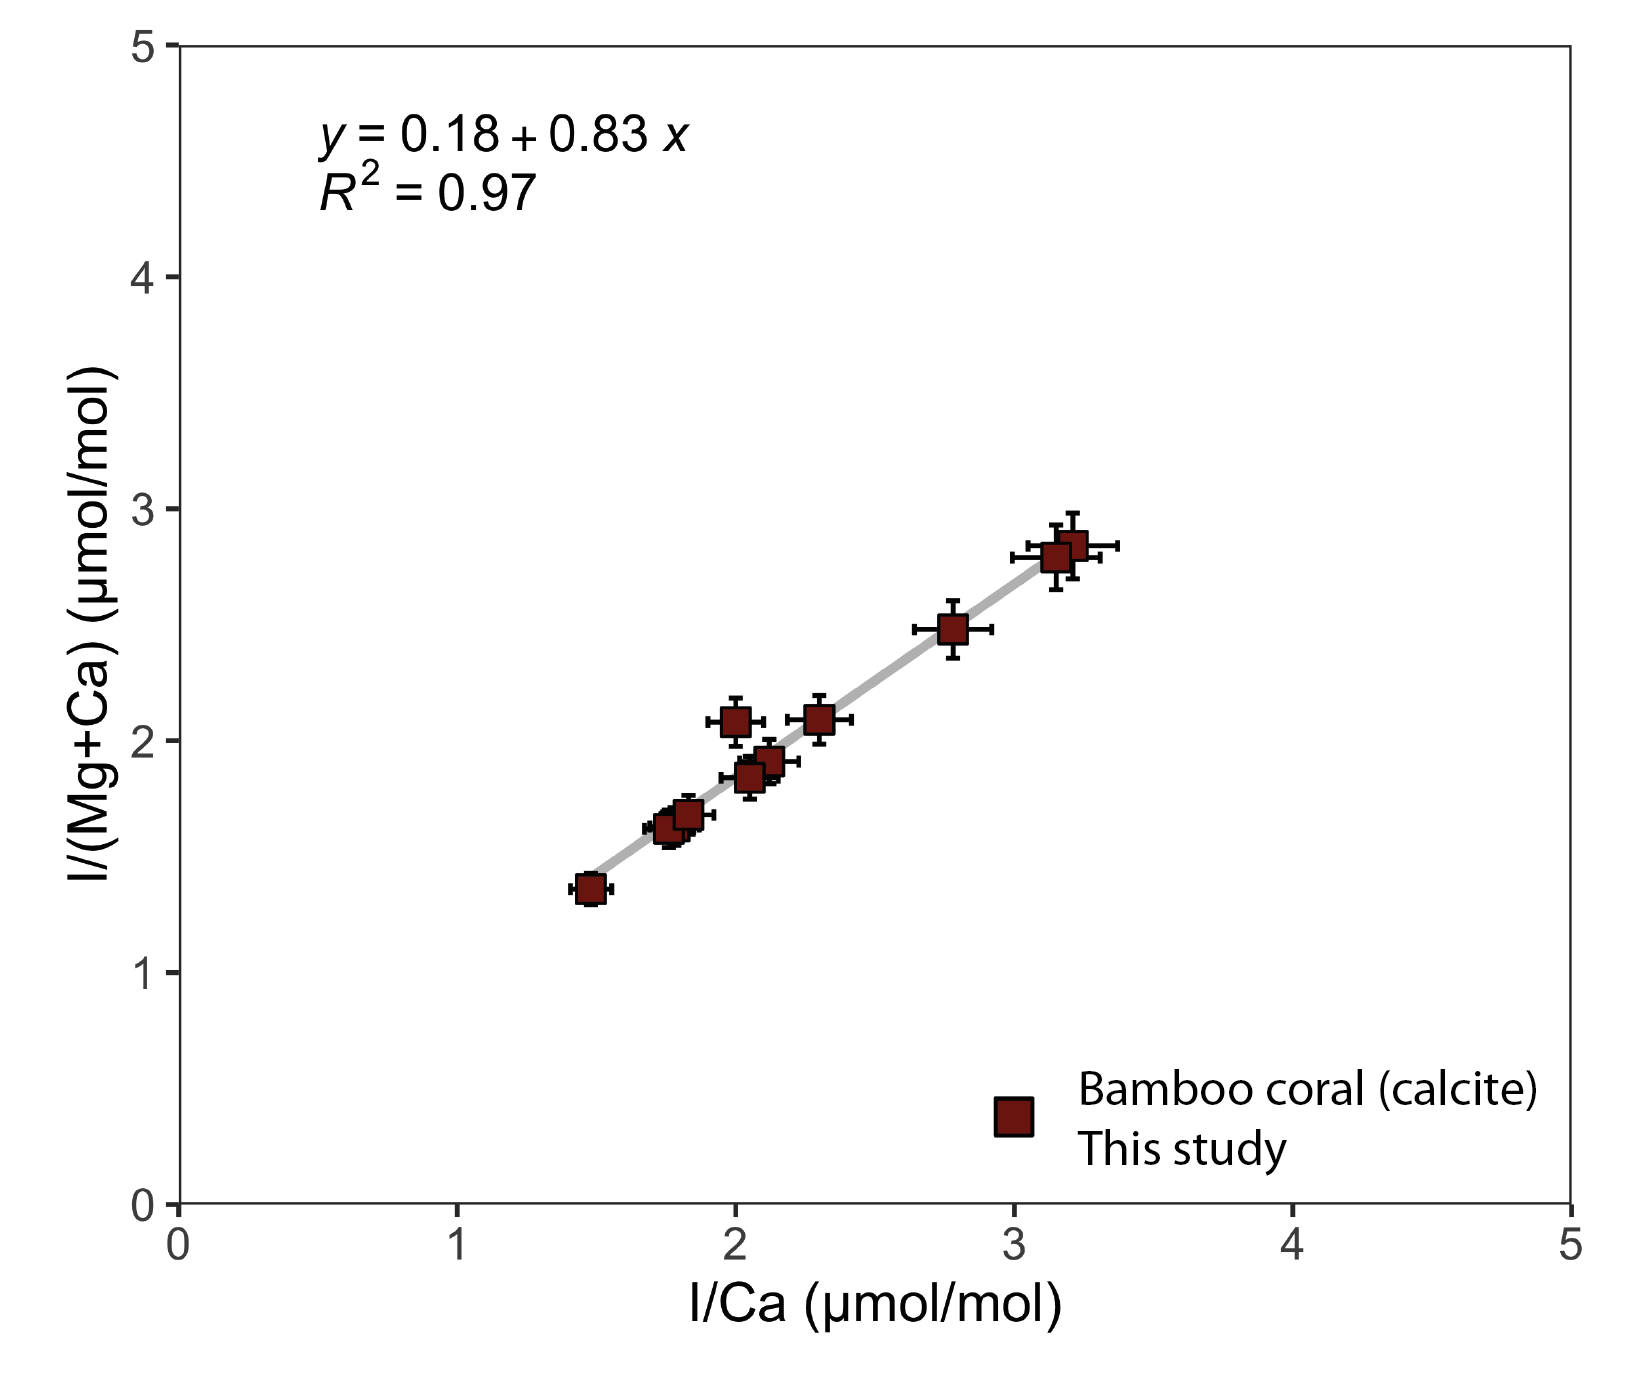 5
y = 0.18 + 0.83 x
R² = 0.97
4
3
2
1
0
I/(Mg+Ca) (µmol/mol)
Bamboo coral (calcite)
This study
0 1 2 3 4 5
I/Ca (µmol/mol)